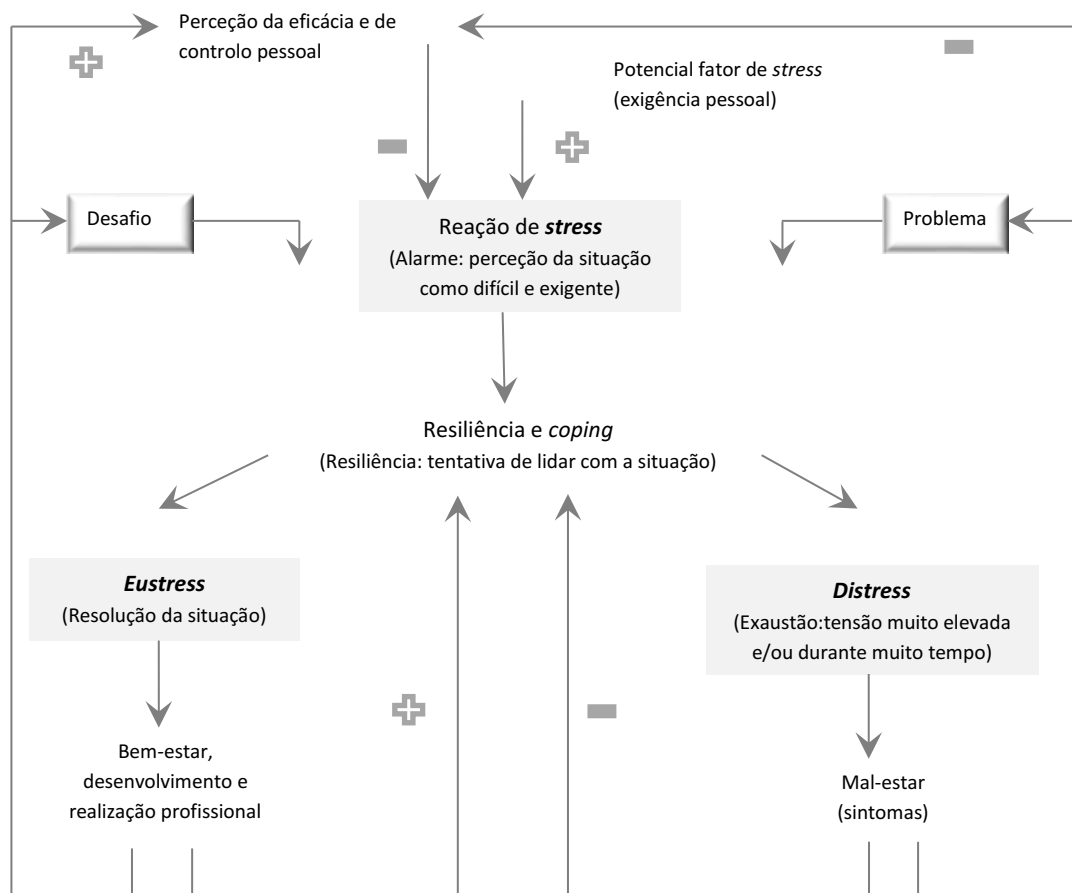 Perceção da eficácia e de
controlo pessoal
Potencial fator de stress
(exigência pessoal)
Desafio
Reação de stress
(Alarme: perceção da situação
como difícil e exigente)
Problema
Resiliência e coping
(Resiliência: tentativa de lidar com a situação)
Eustress
(Resolução da situação)
Distress
(Exaustão:tensão muito elevada
e/ou durante muito tempo)
Bem-estar,
desenvolvimento e
realização profissional
Mal-estar
(sintomas)